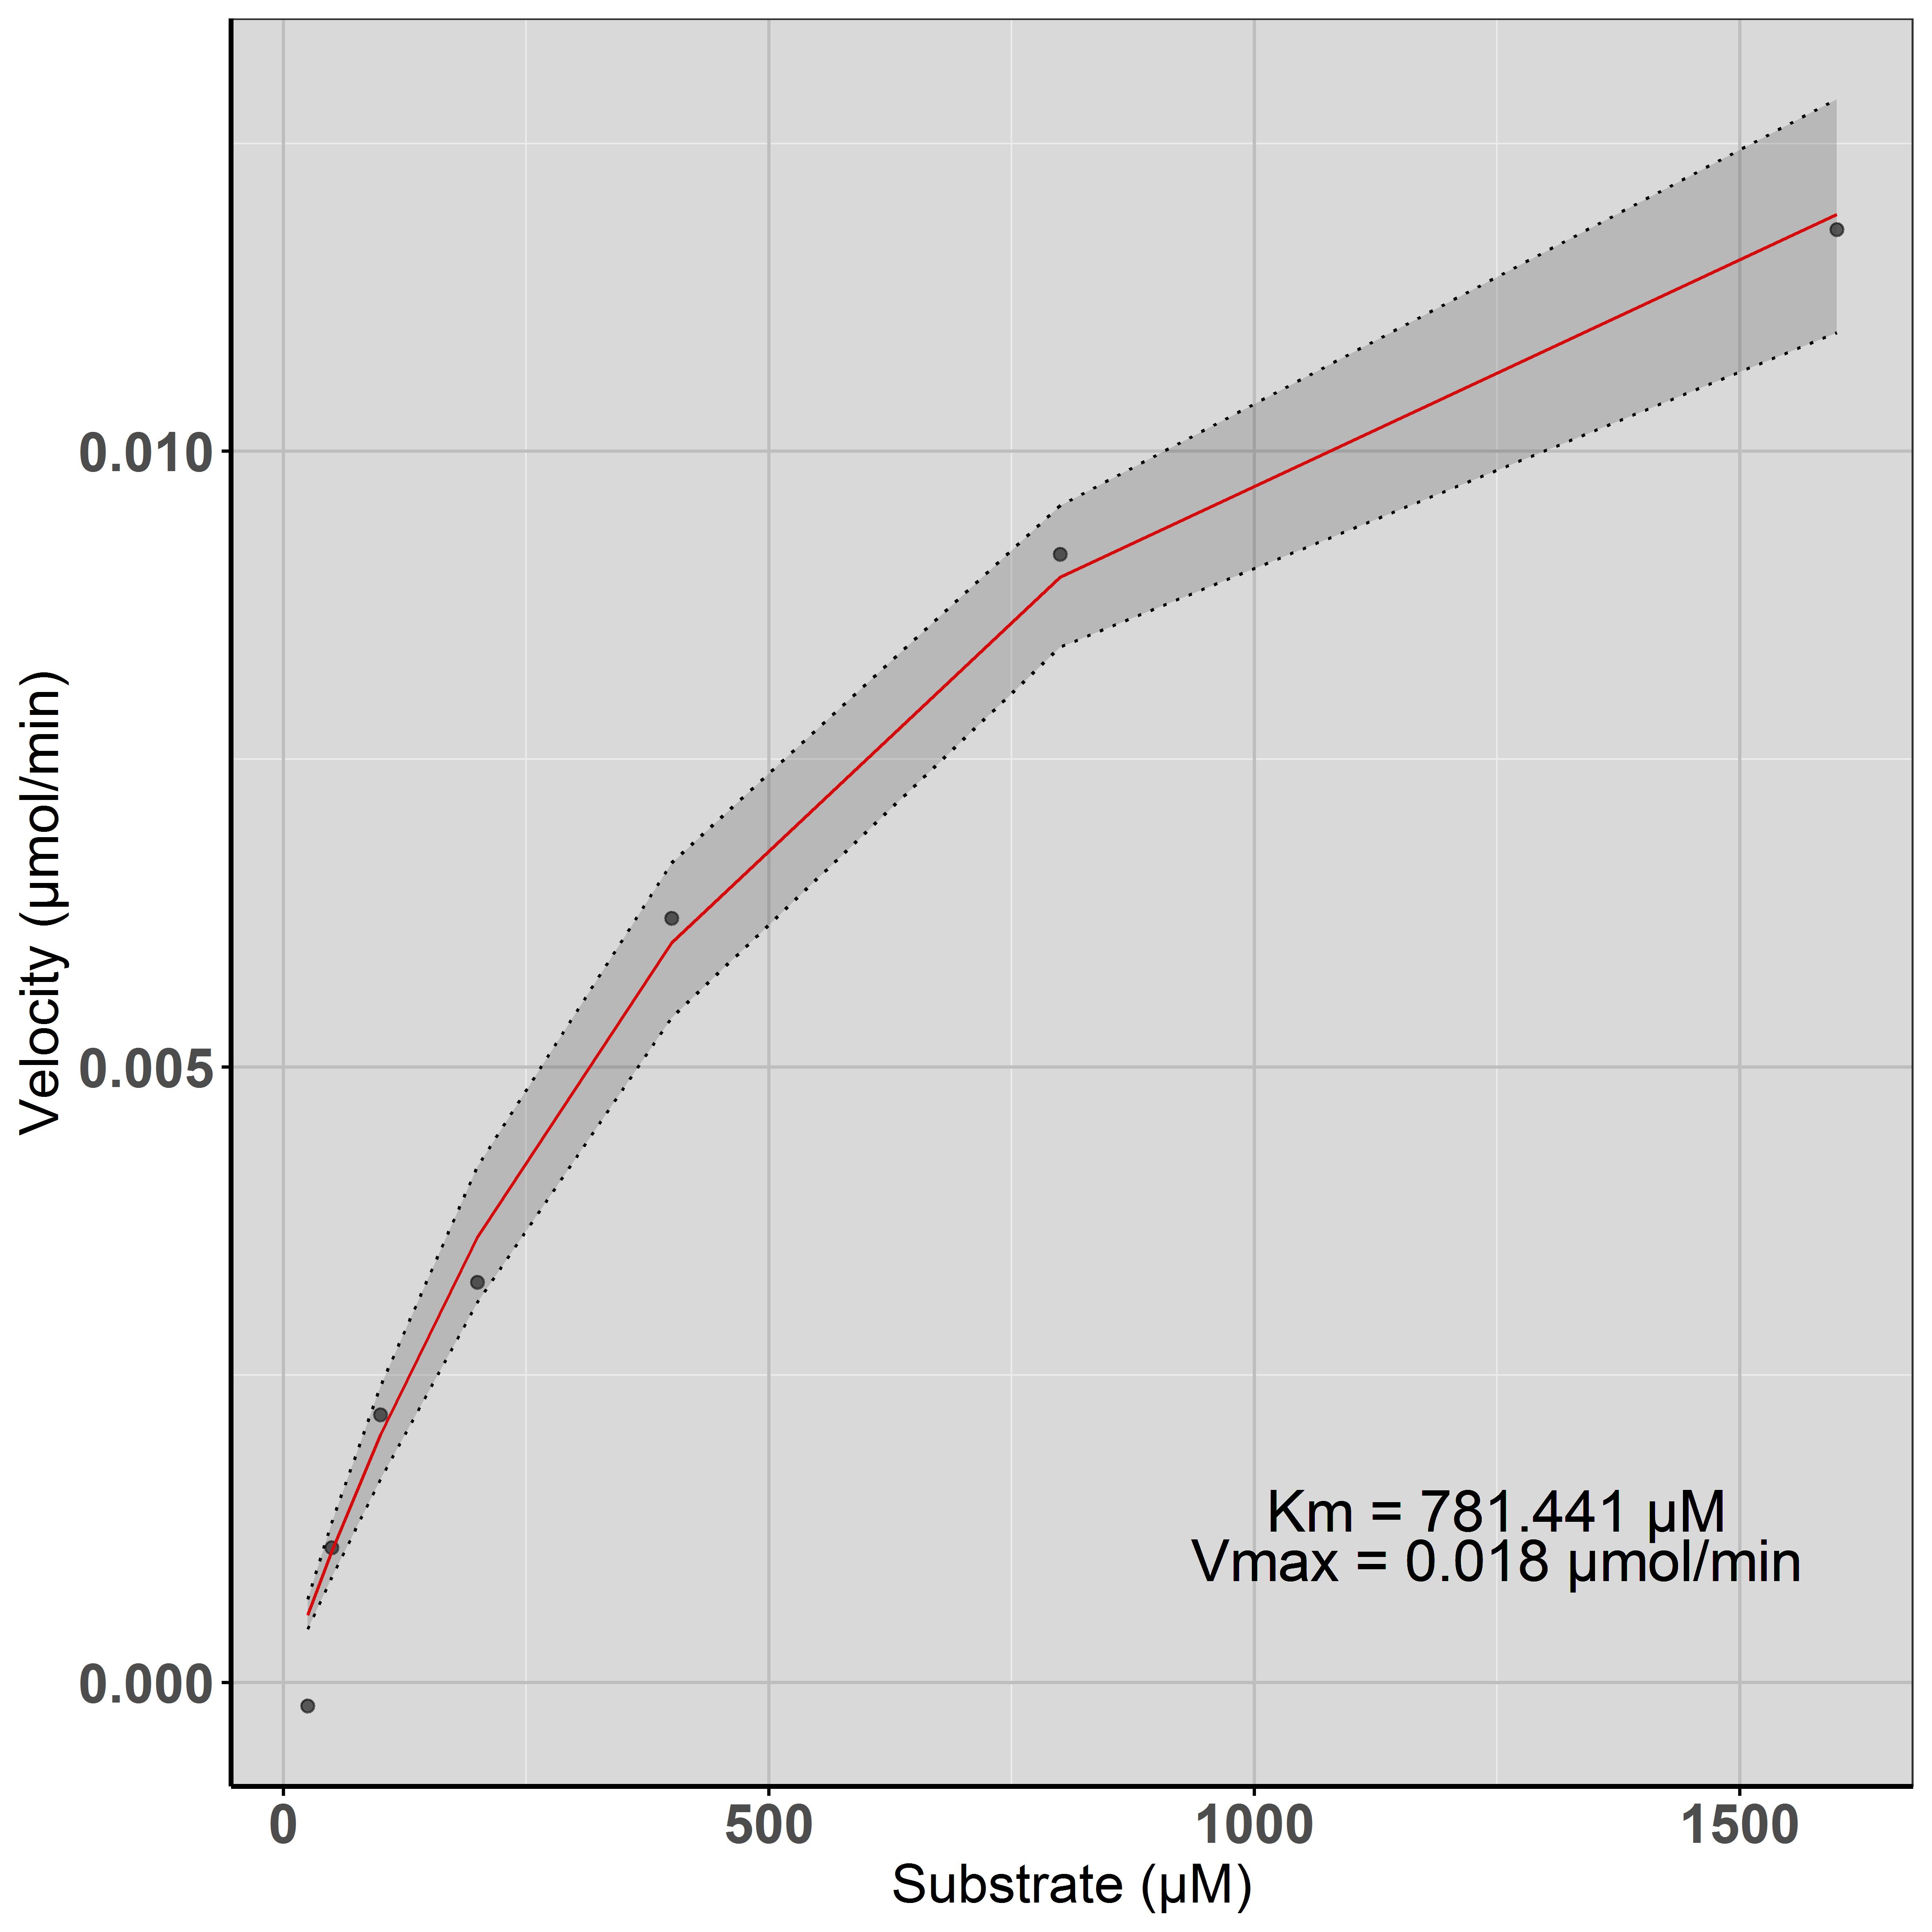 Velocity (µmol/min)
0.010
0.005
0.000
Km = 781.441 µM
Vmax = 0.018 µmol/min
0 500 1000 1500
Substrate (µM)